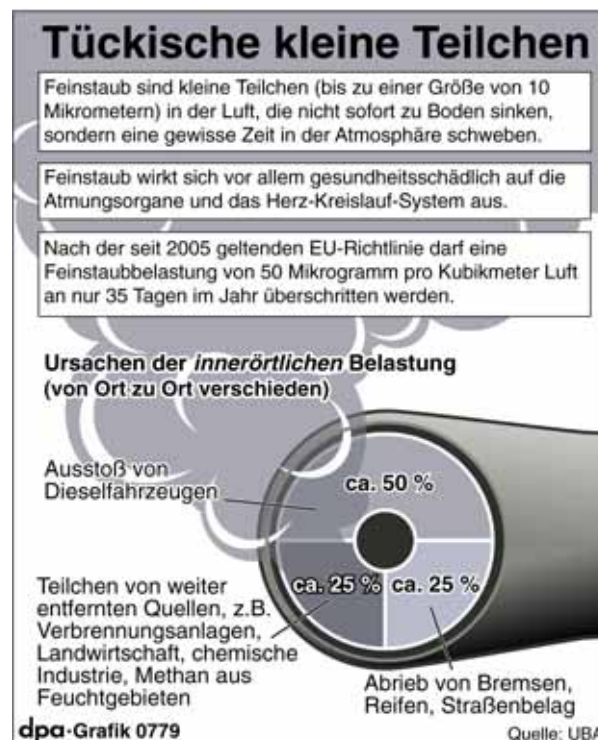 Tückische kleine Teilchen
Feinstaub sind kleine Teilchen (bis zu einer Größe von 10
Mikrometern) in der Luft, die nicht sofort zu Boden sinken,
sondern eine gewisse Zeit in der Atmosphäre schweben.
Feinstaub wirkt sich vor allem gesundheitsschädlich auf die
Atmungsorgane und das Herz-Kreislauf-System aus.
Nach der seit 2005 geltenden EU-Richtlinie darf eine
Feinstaubbelastung von 50 Mikrogramm pro Kubikmeter Luft
an nur 35 Tagen im Jahr überschritten werden.
Ursachen der innerörtlichen Belastung
(von Ort zu Ort verschieden)
Ausstoß von
Dieselfahrzeugen
ca. 50 %
ca. 25 %
ca. 25 %
Teilchen von weiter
entfernten Quellen, z.B.
Verbrennungsanlagen,
Landwirtschaft, chemische
Industrie, Methan aus
Feuchtgebieten
Abrieb von Bremsen,
Reifen, Straßenbelag
dpa-Grafik 0779
Quelle: UBA